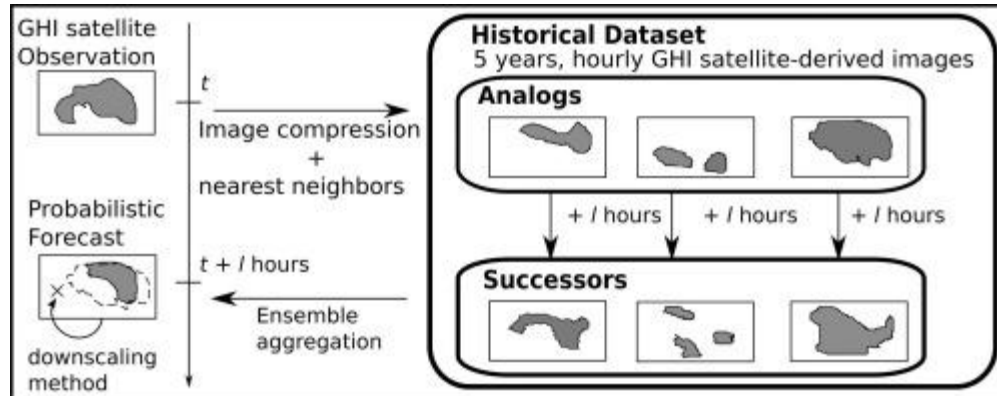 GHI satellite
Observation
t
Image compression
+
nearest neighbors
Historical Dataset
5 years, hourly GHI satellite-derived images
Analogs
+ l hours
+ l hours
+ l hours
Successors
Probabilistic
Forecast
t + l hours
Ensemble
aggregation
downscaling
method